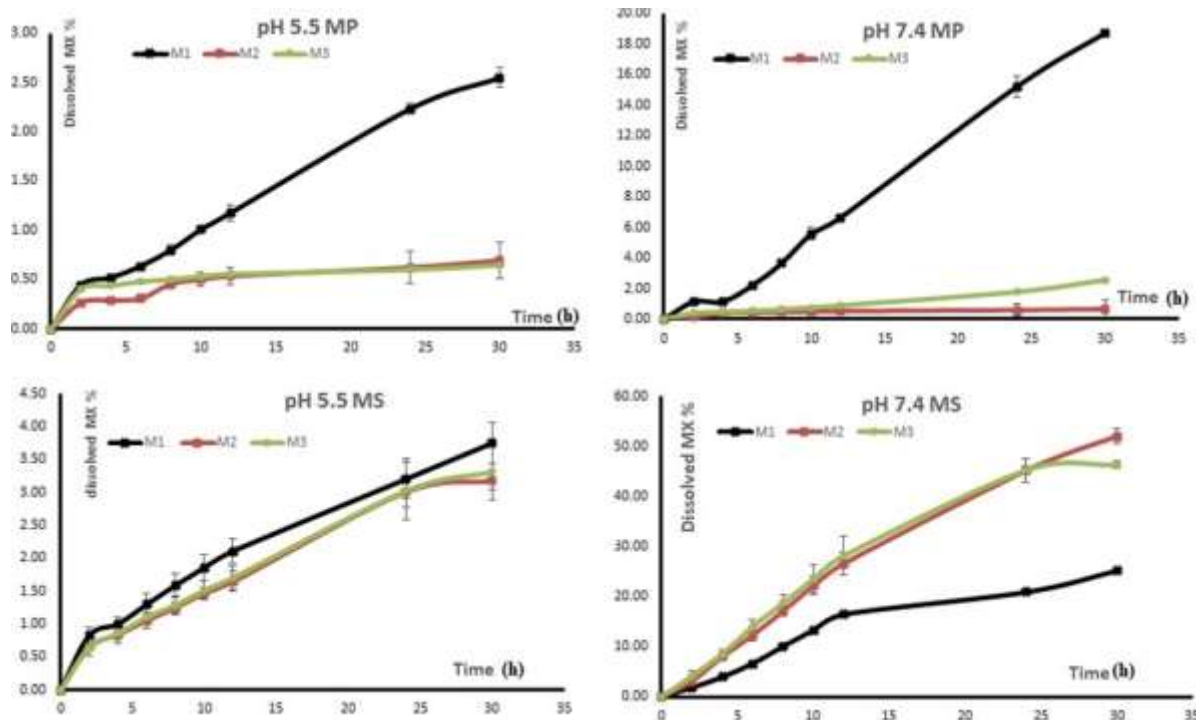 pH 5.5 MP
Dissolved MX %
M1 M2 M3
3.00
2.50
2.00
1.50
1.00
0.50
0.00
0 5 10 15 20 25 30 35
Time (h)
pH 7.4 MP
Dissolved MX %
M1 M2 M3
20.00
18.00
16.00
14.00
12.00
10.00
8.00
6.00
4.00
2.00
0.00
0 5 10 15 20 25 30 35
Time (h)
pH 5.5 MS
dissolved MX %
M1 M2 M3
4.50
4.00
3.50
3.00
2.50
2.00
1.50
1.00
0.50
0.00
0 5 10 15 20 25 30 35
Time (h)
pH 7.4 MS
Dissolved MX %
M1 M2 M3
60.00
50.00
40.00
30.00
20.00
10.00
0.00
0 5 10 15 20 25 30 35
Time (h)